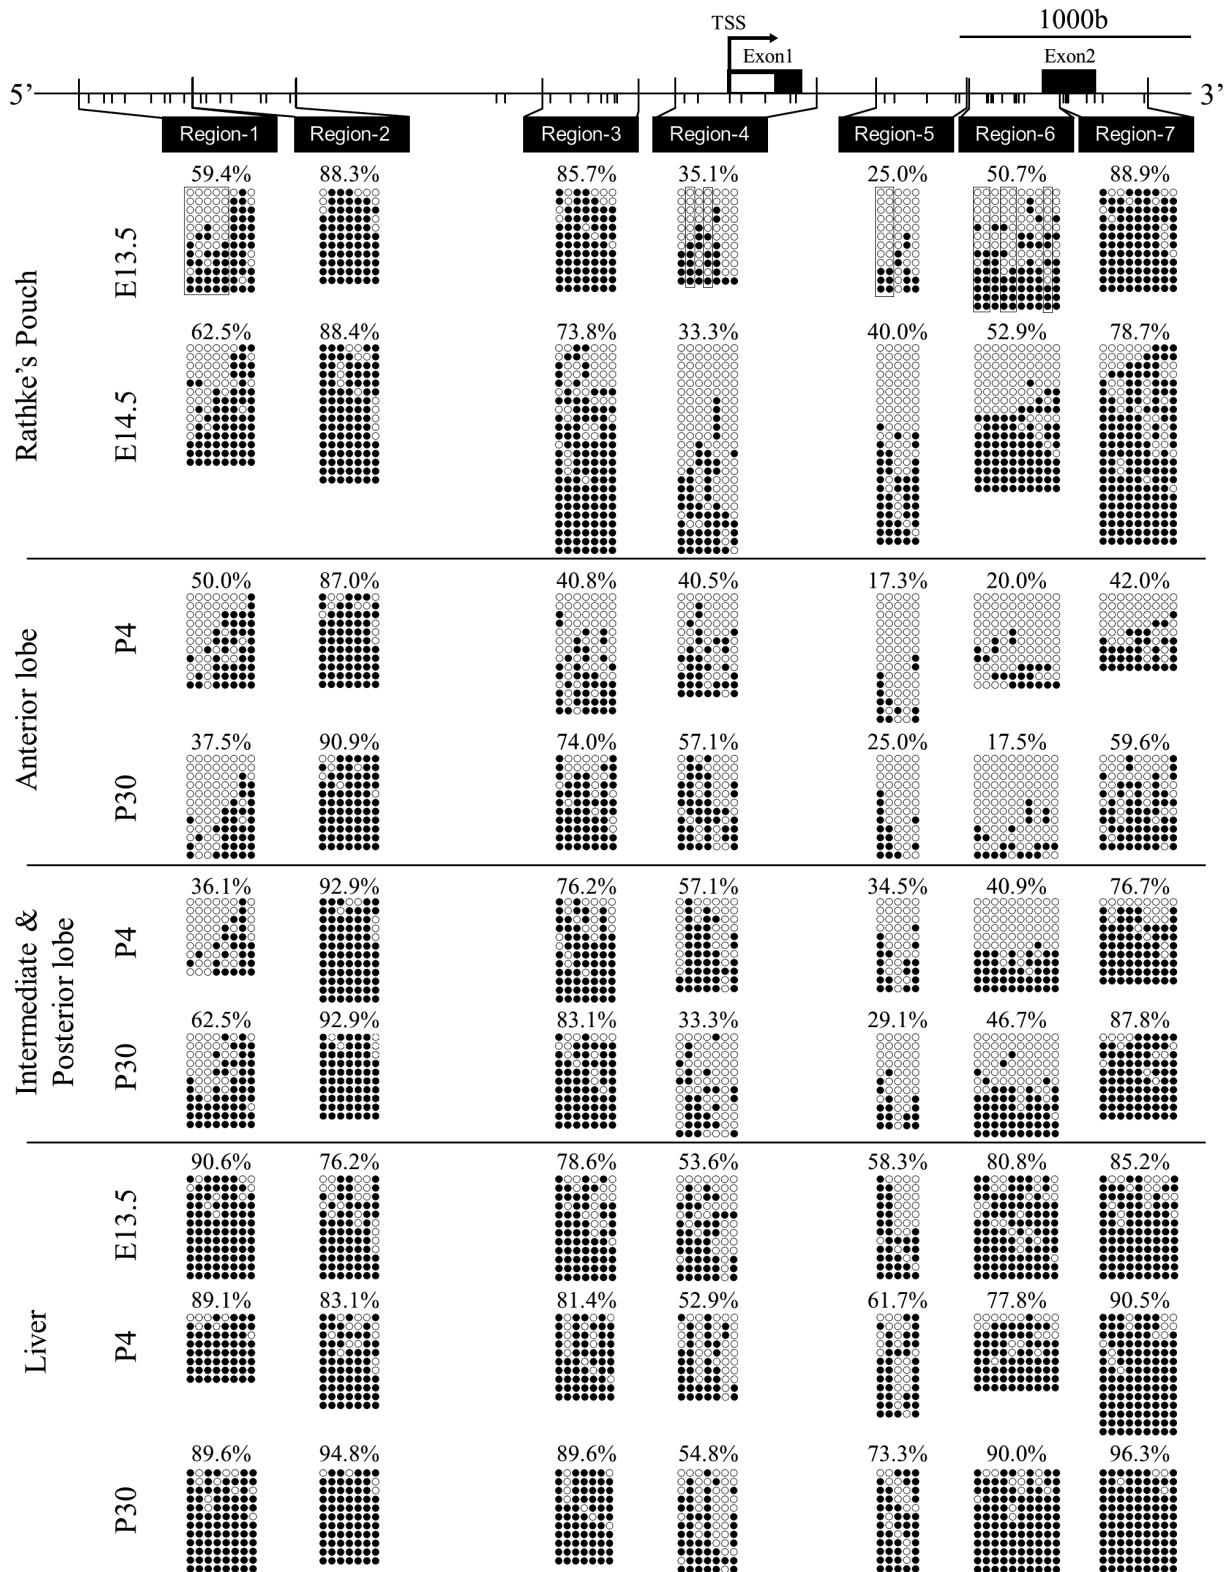 1000b
TSS
Exon1
Exon2
5’
3’
Region-1 Region-2 Region-3 Region-4 Region-5 Region-6 Region-7
Rathke’s Pouch
E13.5
59.4% 88.3% 85.7% 35.1% 25.0% 50.7% 88.9%
E14.5
62.5% 88.4% 73.8% 33.3% 40.0% 52.9% 78.7%
Anterior lobe
P4
50.0% 87.0% 40.8% 40.5% 17.3% 20.0% 42.0%
P30
37.5% 90.9% 74.0% 57.1% 25.0% 17.5% 59.6%
Intermediate &
Posterior lobe
P4
36.1% 92.9% 76.2% 57.1% 34.5% 40.9% 76.7%
P30
62.5% 92.9% 83.1% 33.3% 29.1% 46.7% 87.8%
Liver
E13.5
90.6% 76.2% 78.6% 53.6% 58.3% 80.8% 85.2%
P4
89.1% 83.1% 81.4% 52.9% 61.7% 77.8% 90.5%
P30
89.6% 94.8% 89.6% 54.8% 73.3% 90.0% 96.3%